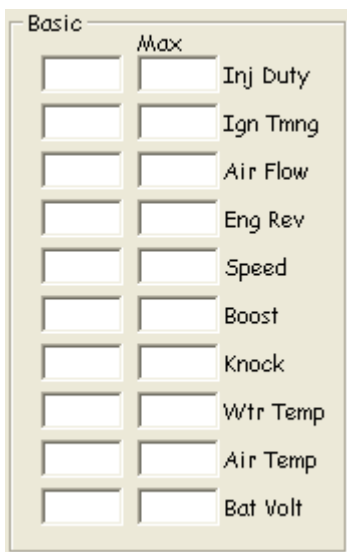 Basic
Max
Inj Duty
Ign Tmng
Air Flow
Eng Rev
Speed
Boost
Knock
Wtr Temp
Air Temp
Bat Volt